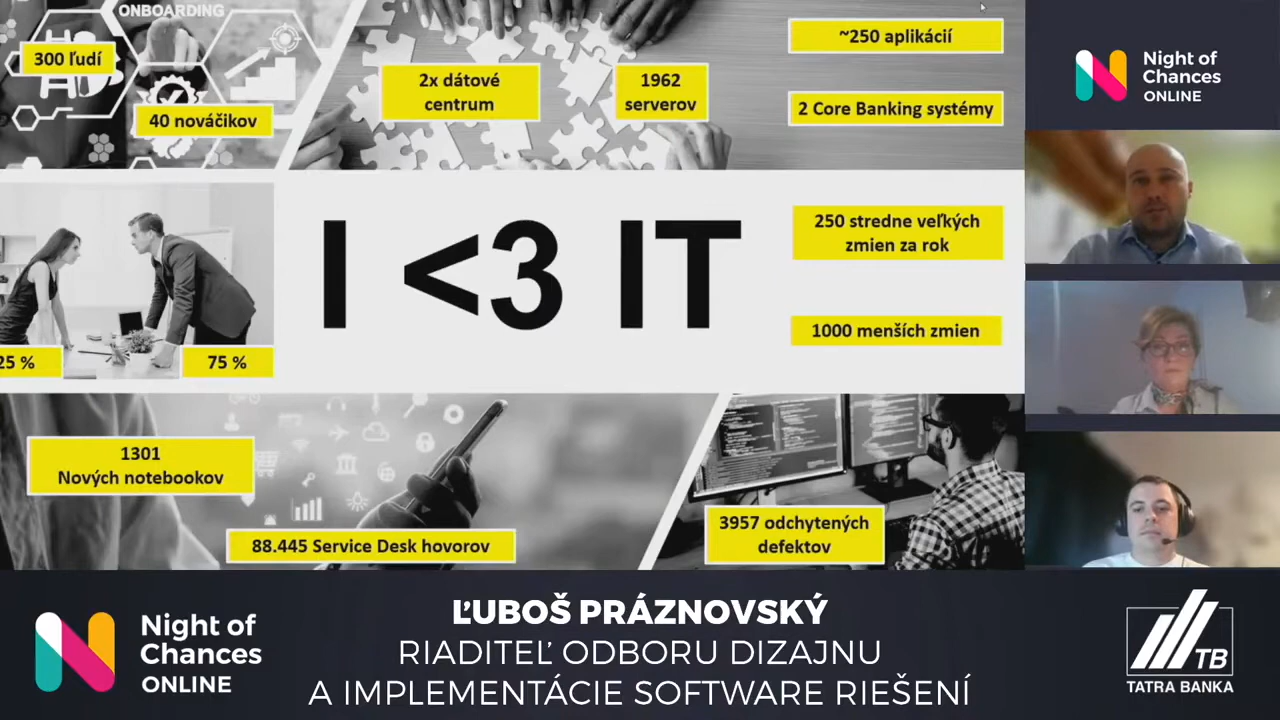 ONBOARDING
300 ľudí
40 nováčikov
2x dátové
centrum
1962
serverov
~250 aplikácií
2 Core Banking systémy
25 %
75 %
I <3 IT
250 stredne veľkých
zmien za rok
1000 menších zmien
1301
Nových notebookov
88.445 Service Desk hovorov
3957 odchytených
defektov
Night of
Chances
ONLINE
Night of
Chances
ONLINE
ĽUBOŠ PRÁZNOVSKÝ
RIADITEĽ ODBORU DIZAJNU
A IMPLEMENTÁCIE SOFTWARE RIEŠENÍ
TB
TATRA BANKA